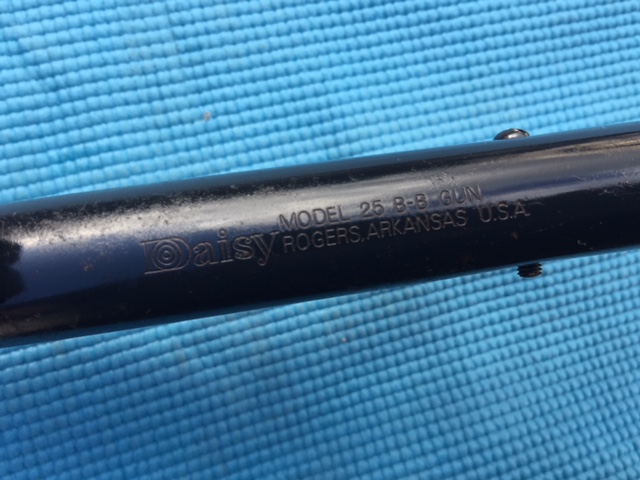 Daisy
MODEL 25 B-B GUN
ROGERS, ARKANSAS U.S.A.